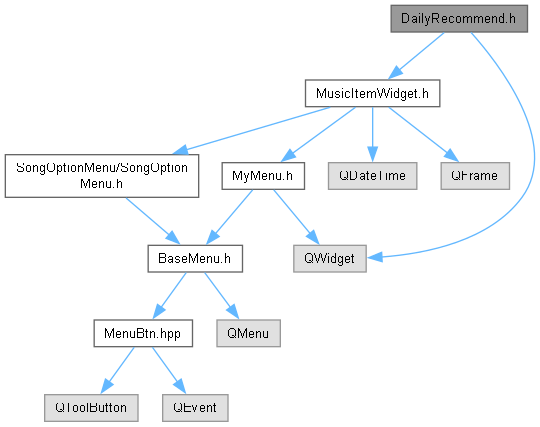 DailyRecommend.h
MusicItemWidget.h
SongOptionMenu/SongOption
Menu.h
MyMenu.h
QDateTime
QFrame
BaseMenu.h
QWidget
MenuBtn.hpp
QMenu
QToolButton
QEvent